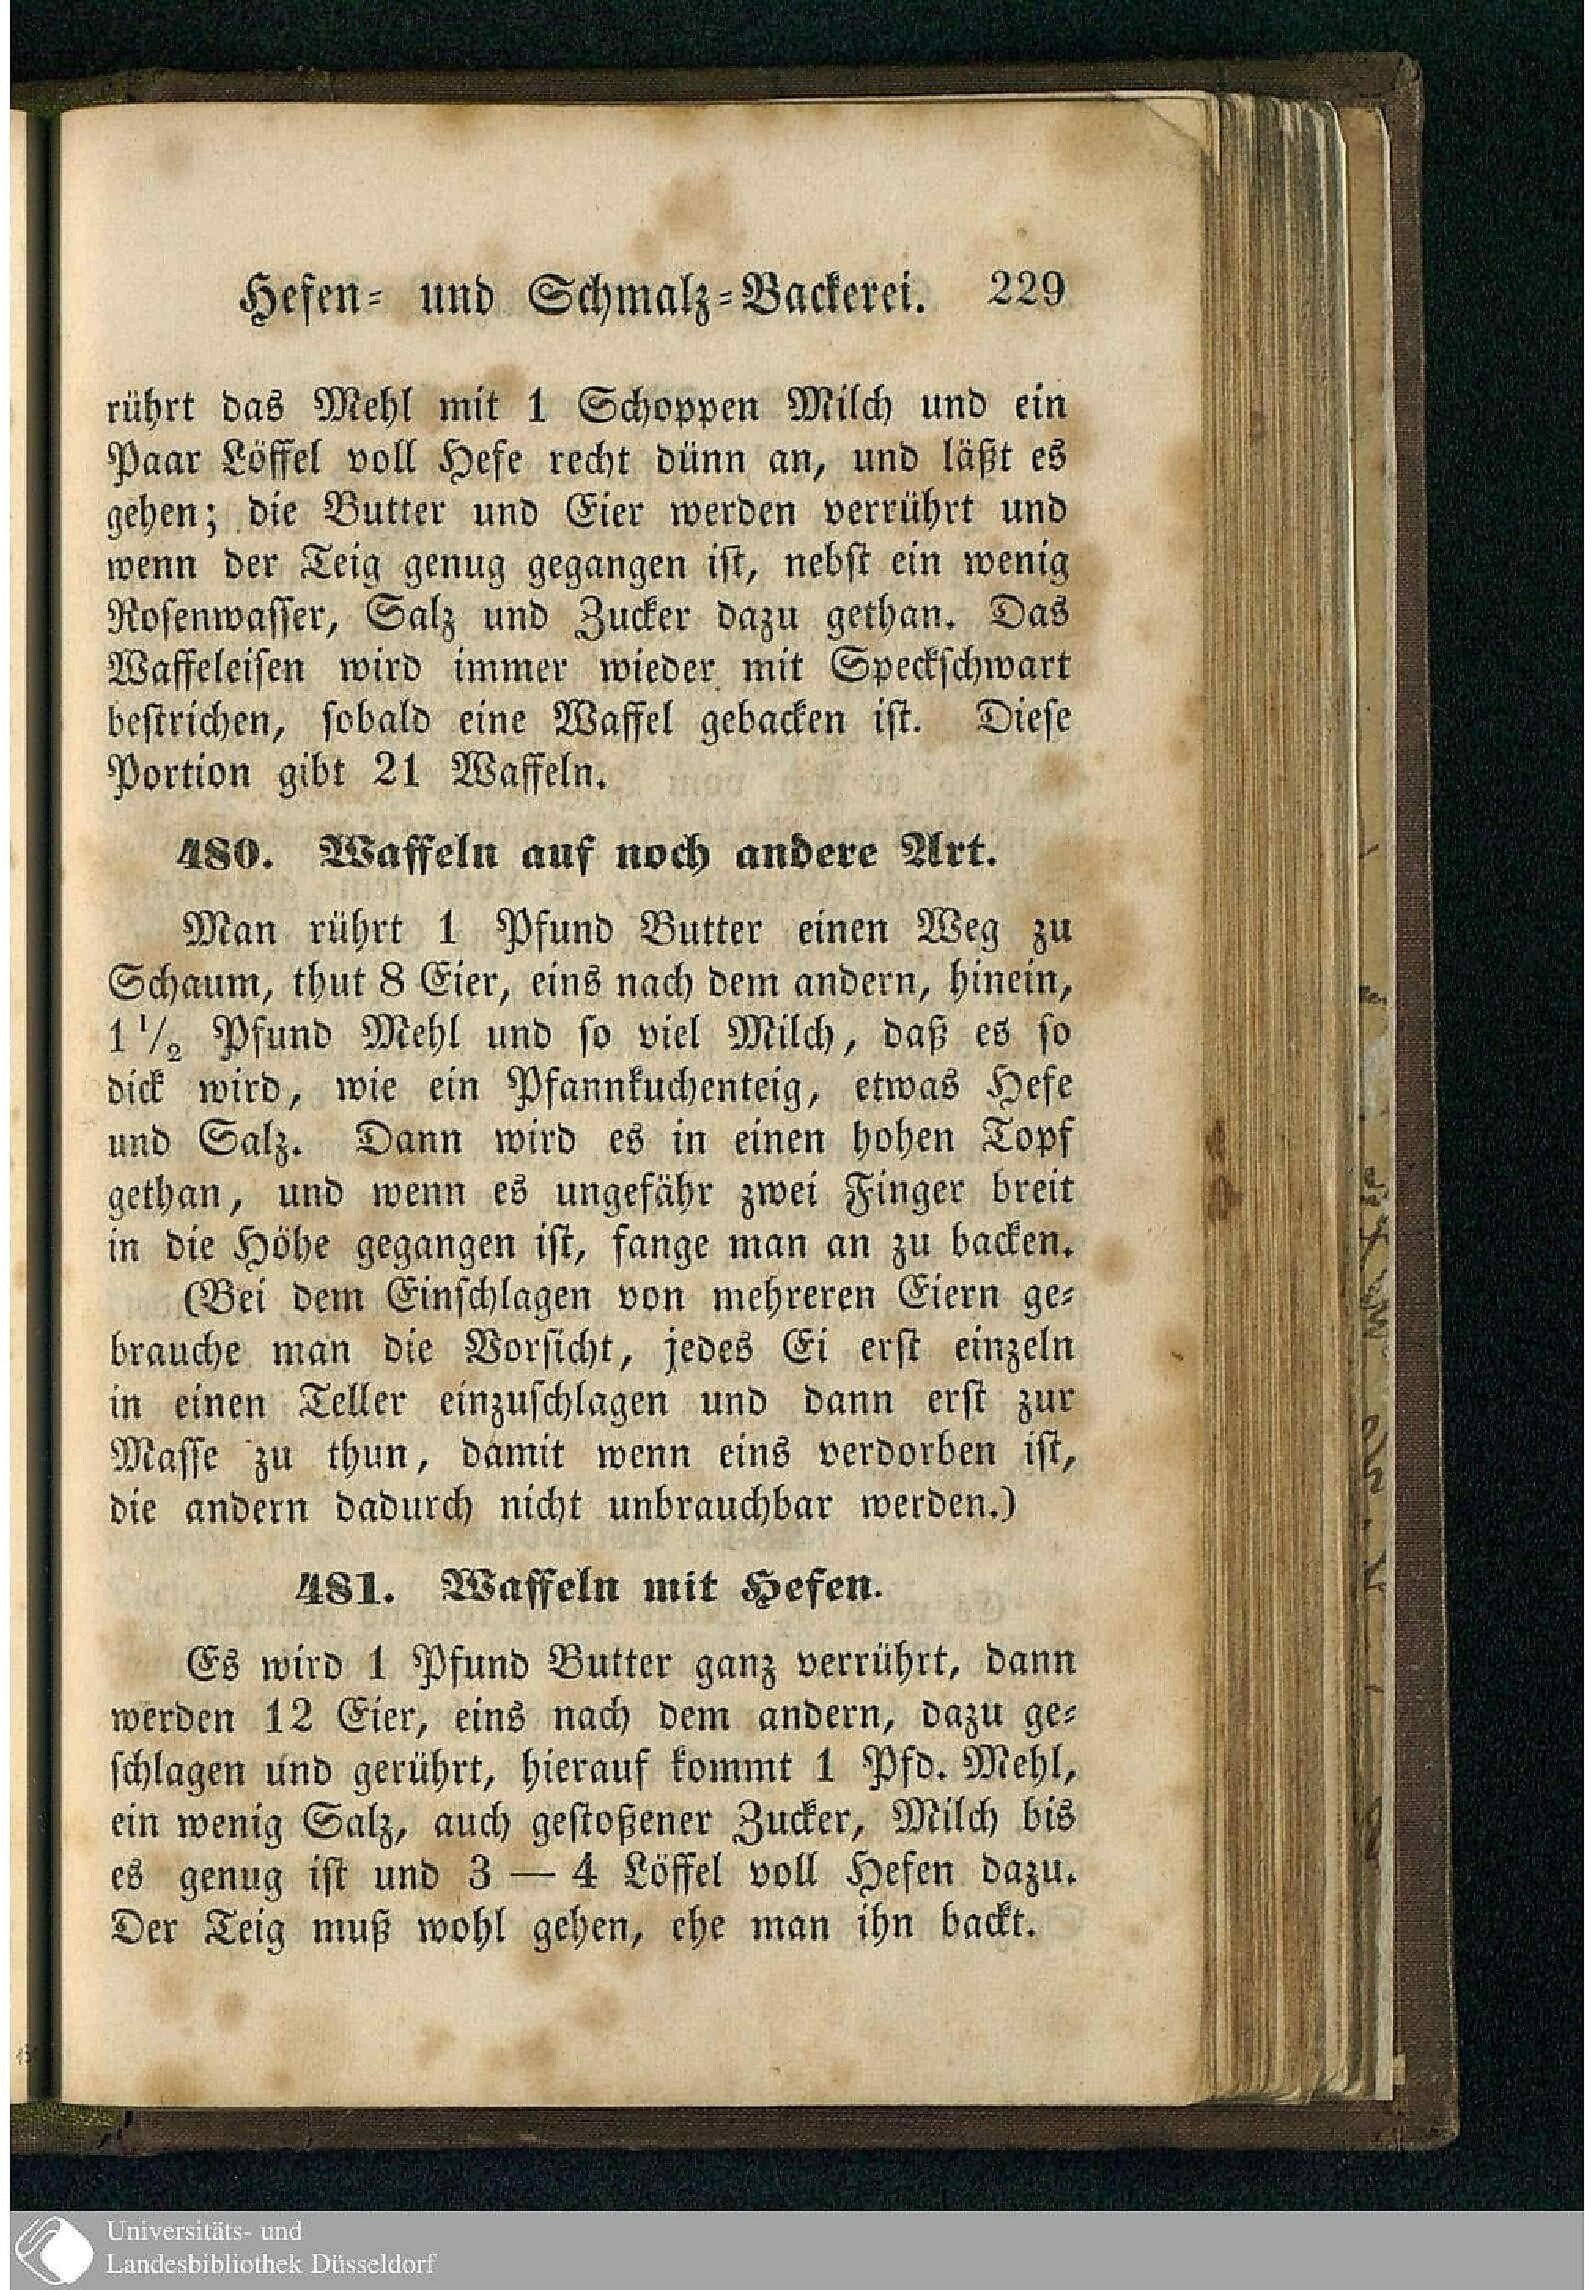 Hefen- und Schmalz-Backerei. 229
rührt das Mehl mit 1 Schoppen Milch und ein
Paar Löffel voll Hefe recht dünn an, und läßt es
gehen; die Butter und Eier werden verrührt und
wenn der Teig genug gegangen ist, nebst ein wenig
Rosenwasser, Salz und Zucker dazu gethan. Das
Waffeleisen wird immer wieder mit Speckschwart
bestrichen, sobald eine Waffel gebacken ist. Diese
Portion gibt 21 Waffeln.
480. Waffeln auf noch andere Art.
Man rührt 1 Pfund Butter einen Weg zu
Schaum, thut 8 Eier, eins nach dem andern, hinein,
1 1/2 Pfund Mehl und so viel Milch, daß es so
dick wird, wie ein Pfannkuchenteig, etwas Hefe
und Salz. Dann wird es in einen hohen Topf
gethan, und wenn es ungefähr zwei Finger breit
in die Höhe gegangen ist, fange man an zu backen.
(Bei dem Einschlagen von mehreren Eiern ge-
brauche man die Vorsicht, jedes Ei erst einzeln
in einen Teller einzuschlagen und dann erst zur
Masse zu thun, damit wenn eins verdorben ist,
die andern dadurch nicht unbrauchbar werden.)
481. Waffeln mit Hefen.
Es wird 1 Pfund Butter ganz verrührt, dann
werden 12 Eier, eins nach dem andern, dazu ge-
schlagen und gerührt, hierauf kommt 1 Pfd. Mehl,
ein wenig Salz, auch gestoßener Zucker, Milch bis
es genug ist und 3 — 4 Löffel voll Hefen dazu.
Der Teig muß wohl gehen, ehe man ihn backt.
Universitäts- und
Landesbibliothek Düsseldorf